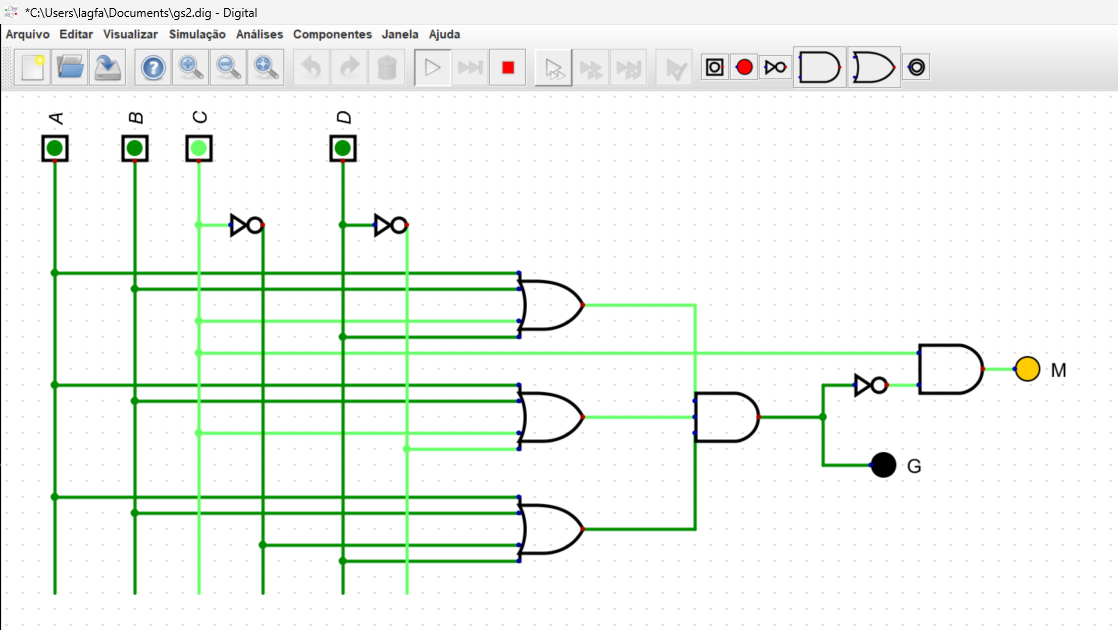 *C:\Users\lagfa\Documents\gs2.dig - Digital
Arquivo Editar Visualizar Simulação Análises Componentes Janela Ajuda
A B C D
M
G